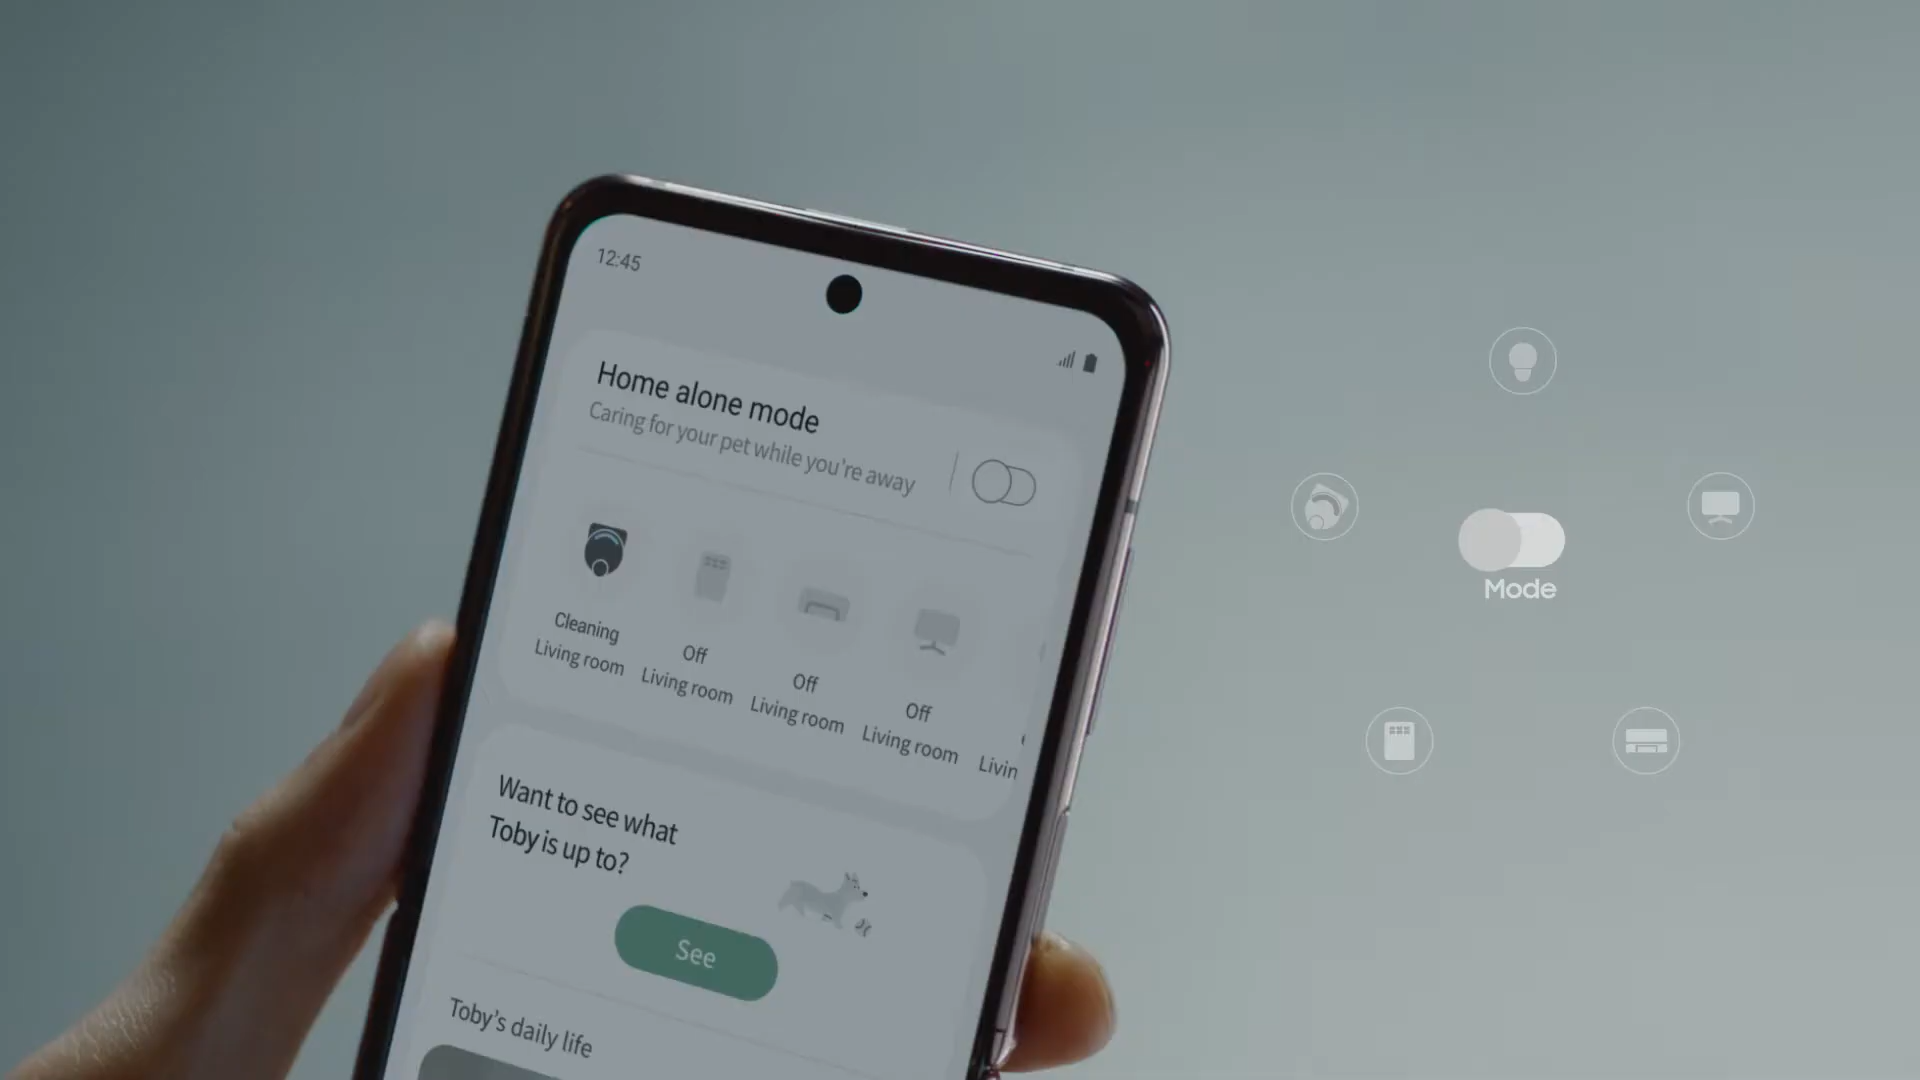 12:45
Home alone mode
Caring for your pet while you're away
Cleaning
Living room
Off
Living room
Off
Living room
Off
Living room
Livin
Want to see what
Toby is up to?
See
Toby's daily life
Mode